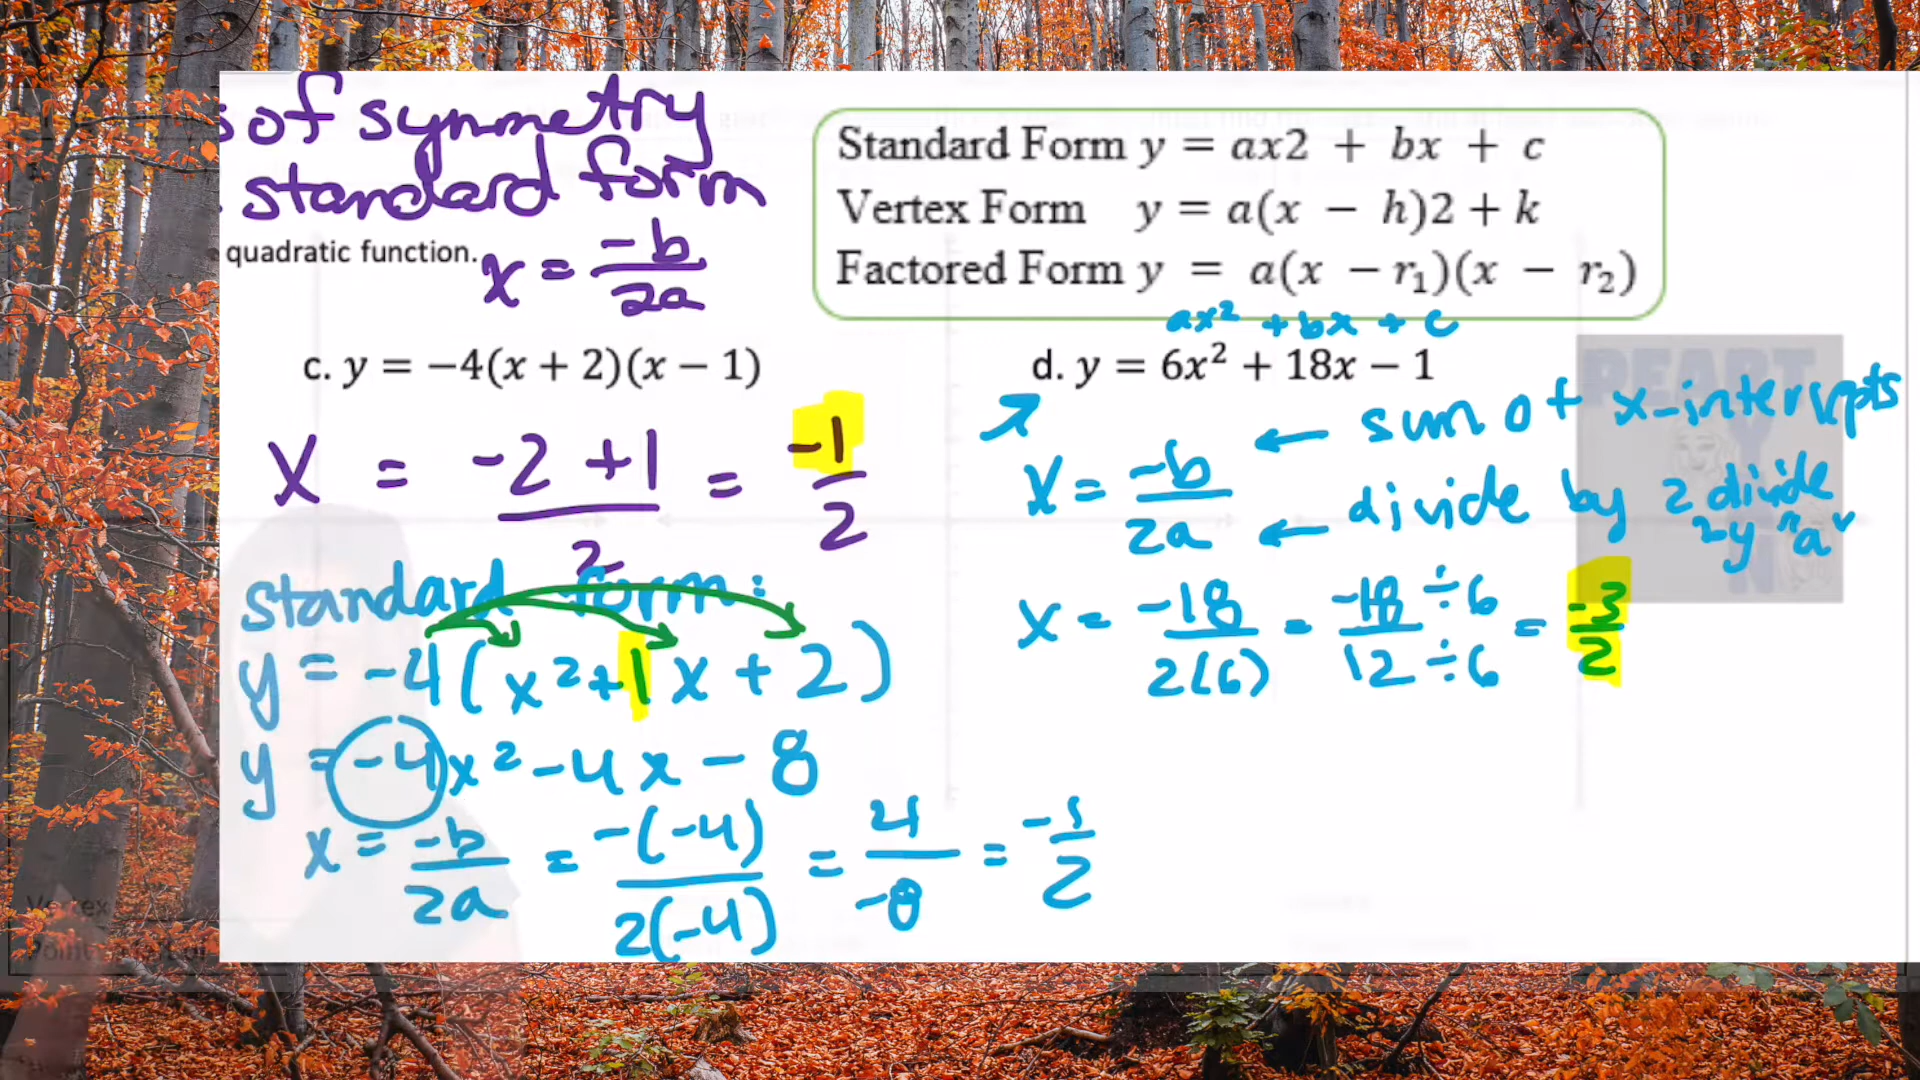 of symmetry
standard form
quadratic function.
x = -b/2a
Standard Form y = ax2 + bx + c
Vertex Form y = a(x − h)2 + k
Factored Form y = a(x − r₁)(x − r₂)
c. y = −4(x + 2)(x − 1)
x = -2 +1/2 = -1/2
standard form:
y = -4(x² + 1x + 2)
y = -4x² - 4x - 8
x = -b/2a = -(-4)/2(-4) = 4/-8 = -1/2
ax² + bx + c
d. y = 6x² + 18x − 1
x = -b/2a
← sum of x-intercepts
← divide by 2 divide
by "a"
x = -18/2(6) = -18÷6/12÷6 = -3/2
Vertex